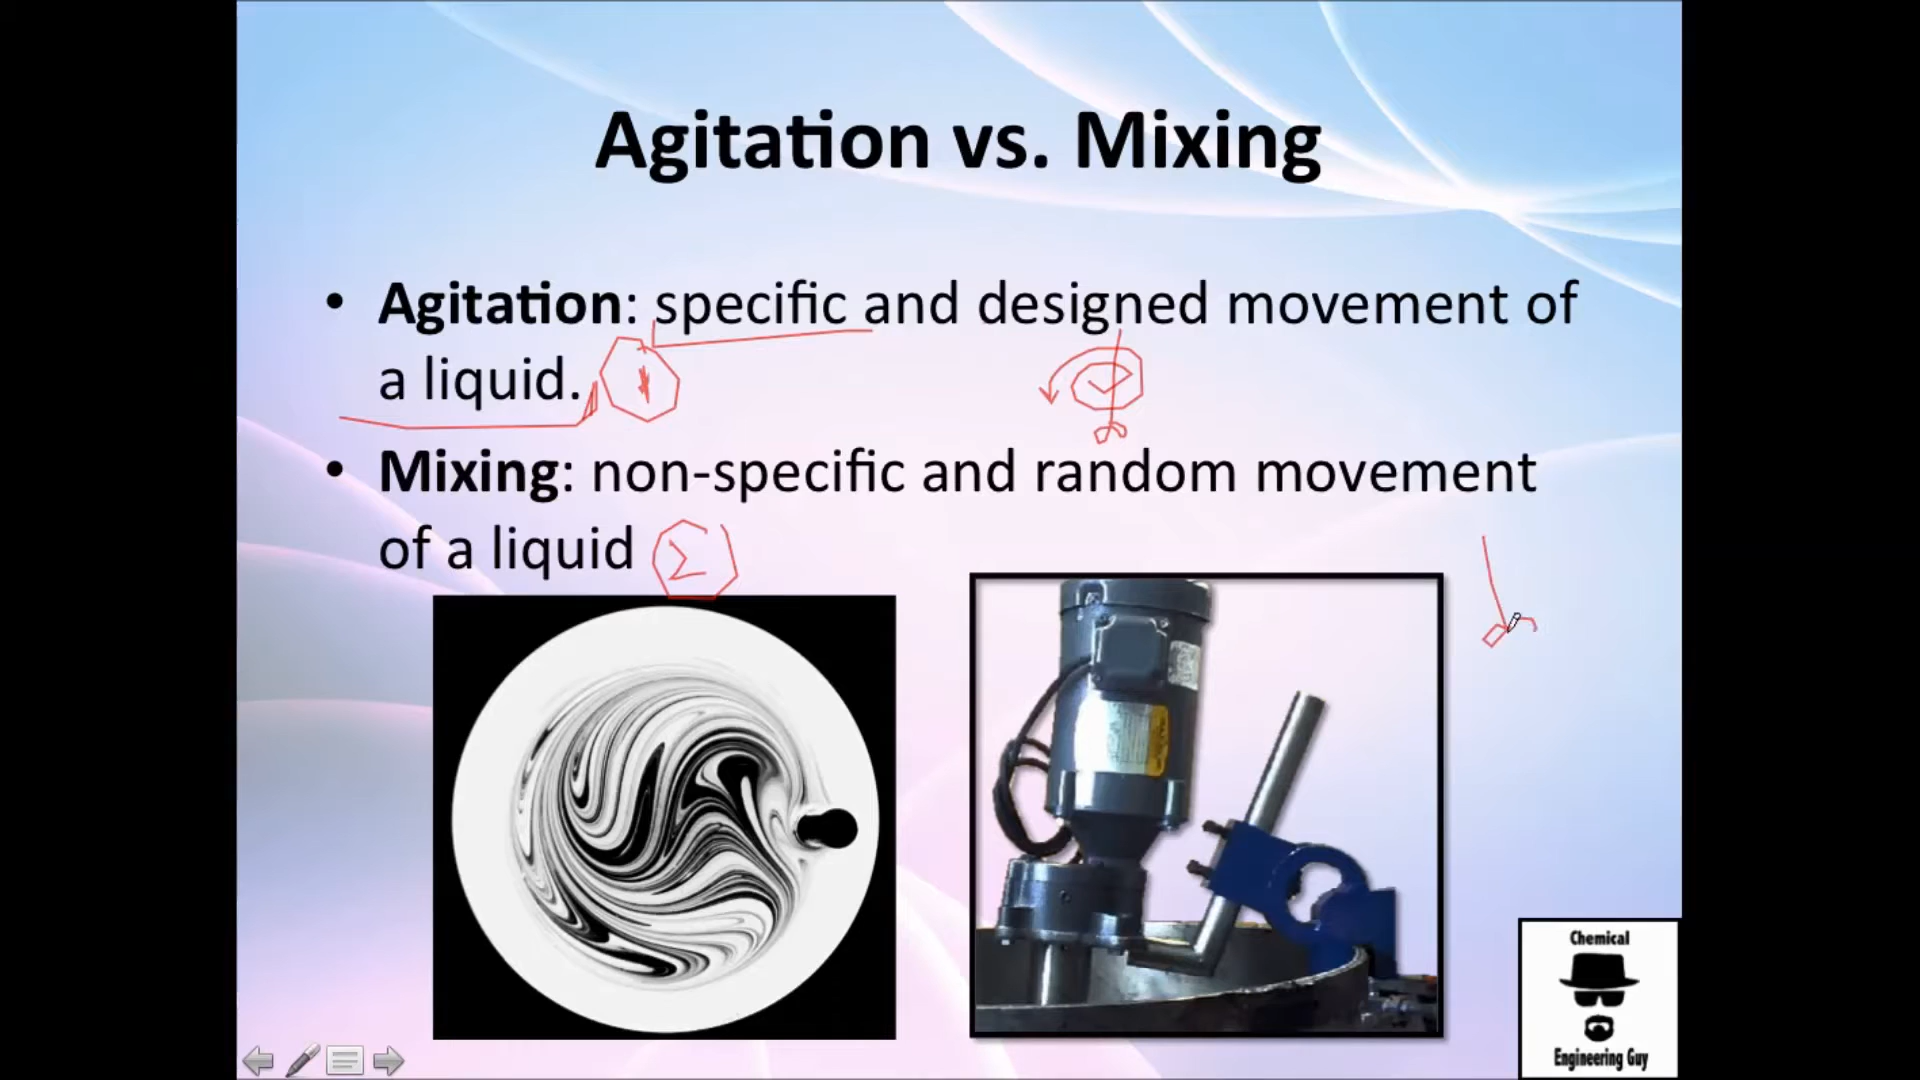 Agitation vs. Mixing
• Agitation: specific and designed movement of
a liquid.
• Mixing: non-specific and random movement
of a liquid
Chemical
Engineering Guy